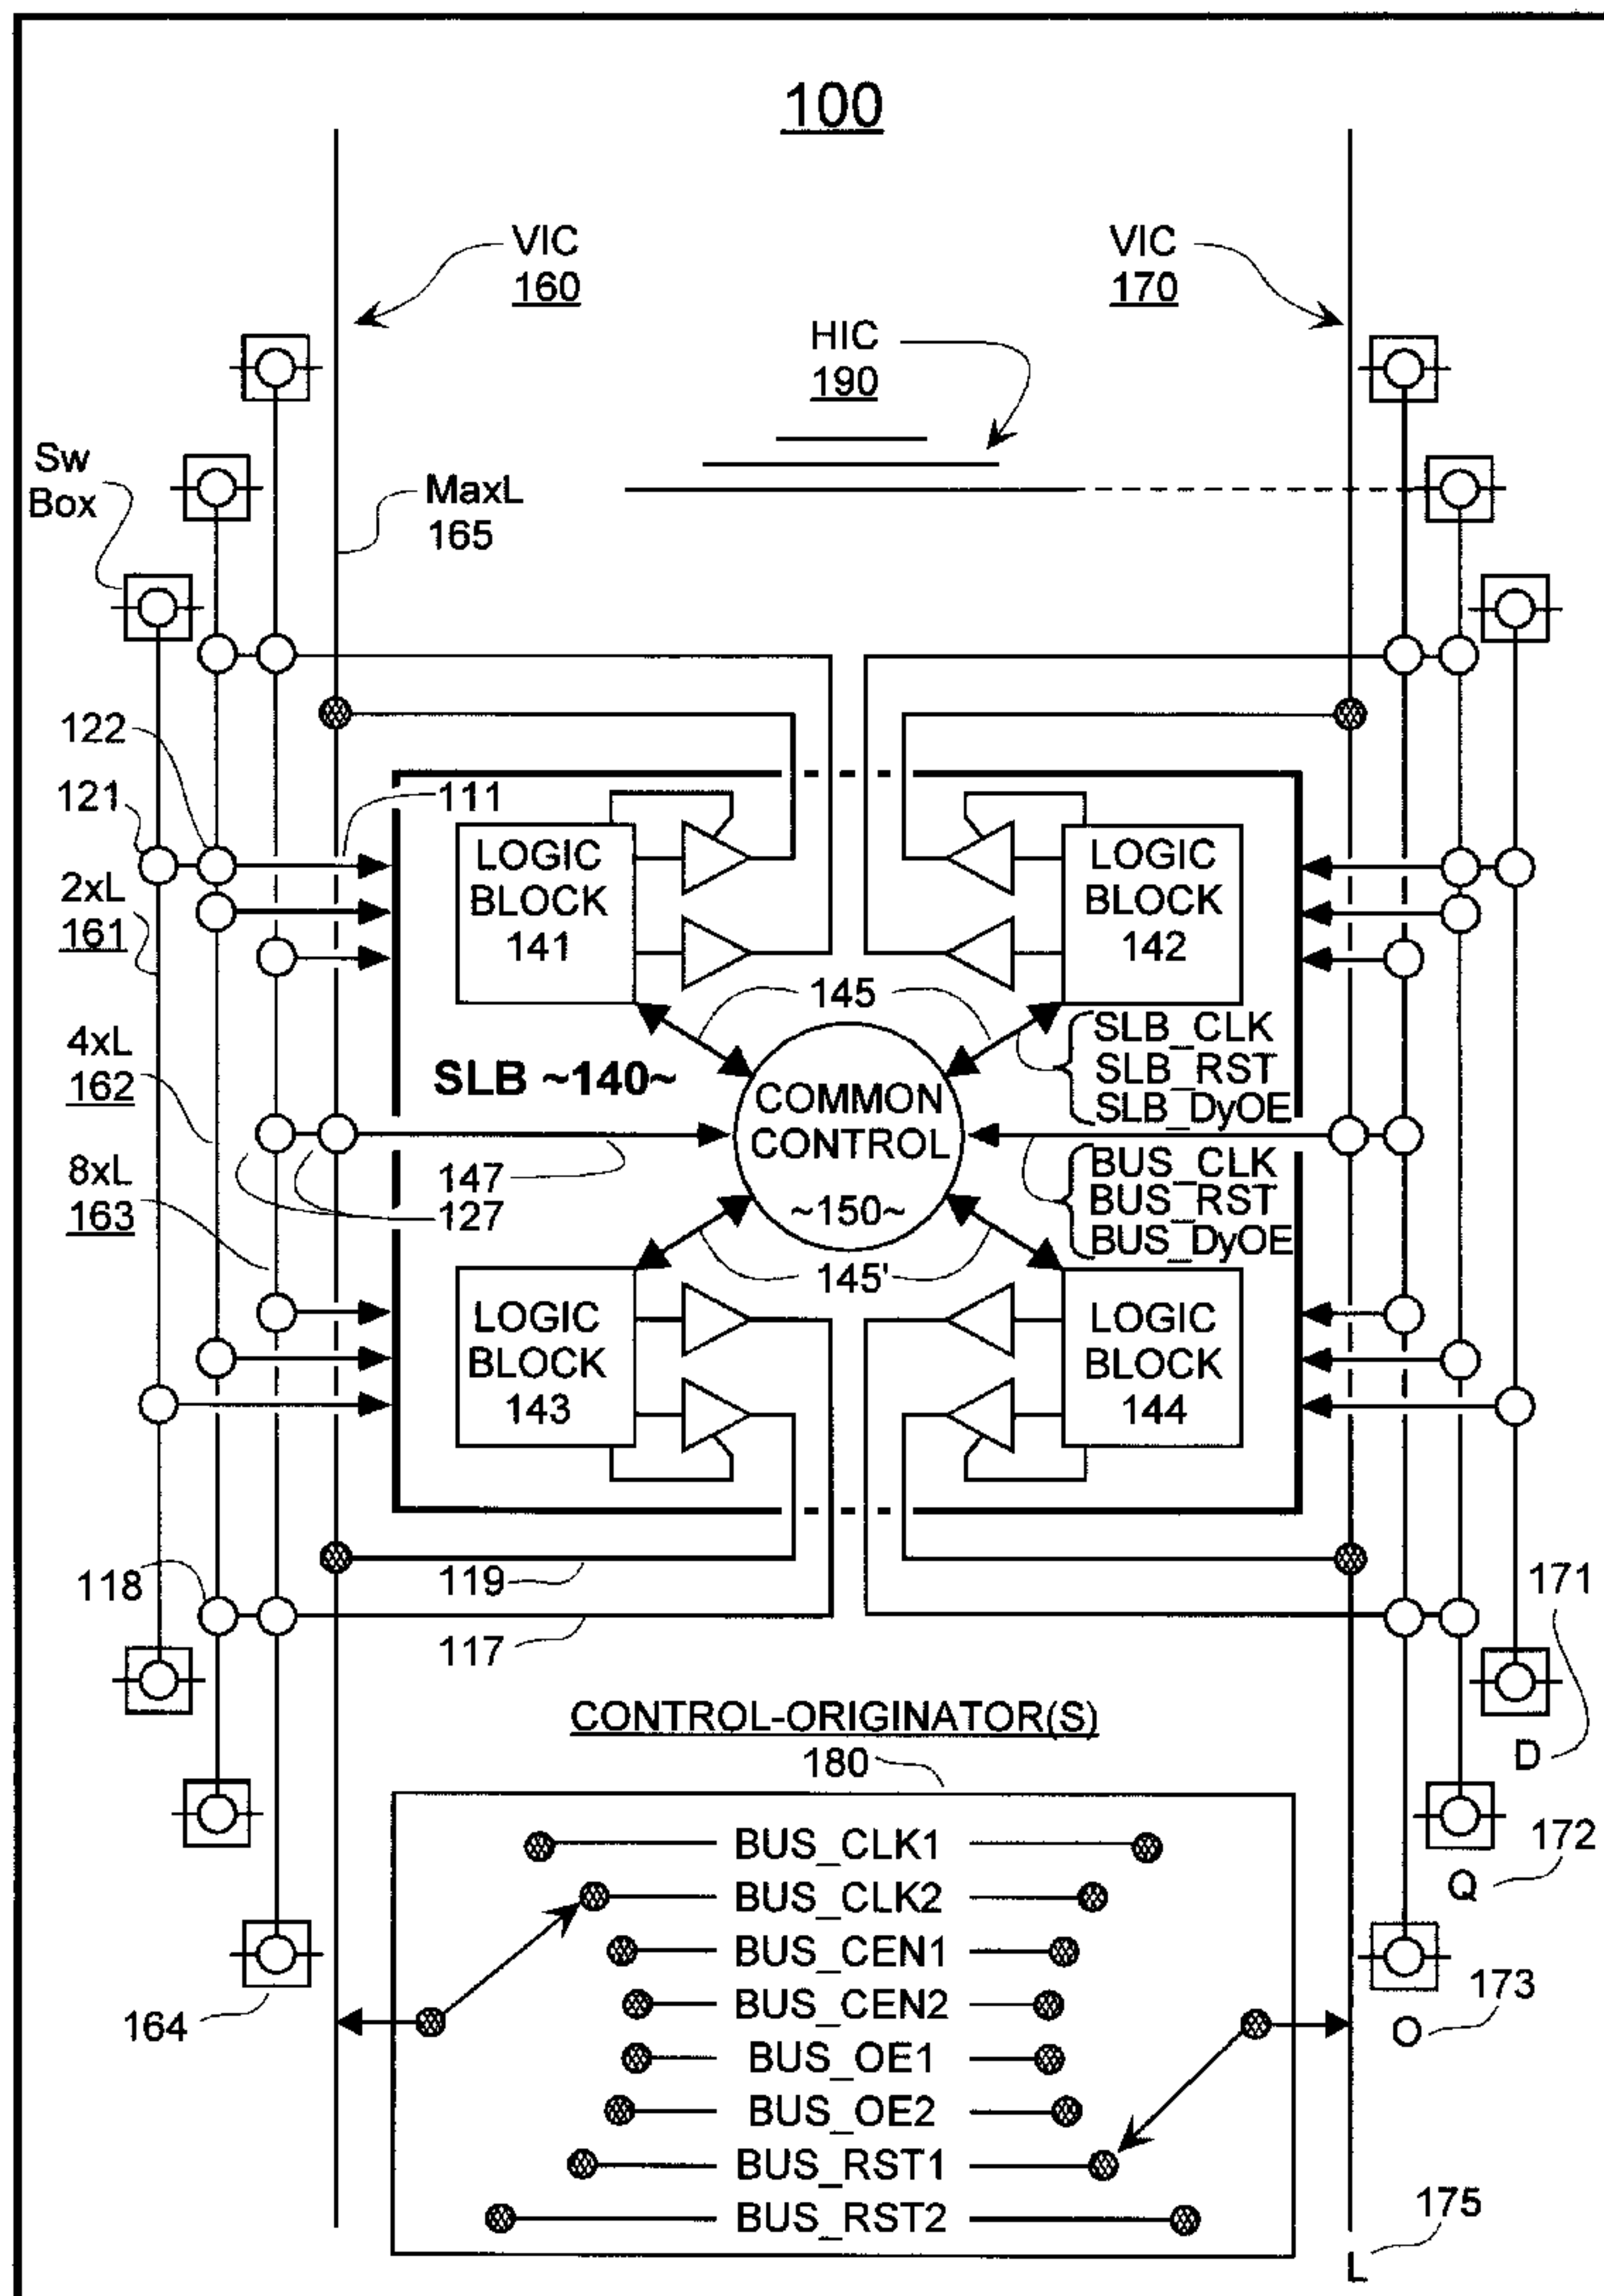 100
VIC
160
VIC
170
HIC
190
Sw
Box
MaxL
165
122
121
111
2xL
161
LOGIC
BLOCK
141
LOGIC
BLOCK
142
145
4xL
162
SLB ~140~
SLB_CLK
SLB_RST
SLB_DyOE
COMMON
CONTROL
~150~
8xL
163
147
127
BUS_CLK
BUS_RST
BUS_DyOE
145'
LOGIC
BLOCK
143
LOGIC
BLOCK
144
118
119
117
171
D
CONTROL-ORIGINATOR(S)
180
172
Q
BUS_CLK1
BUS_CLK2
BUS_CEN1
BUS_CEN2
BUS_OE1
BUS_OE2
BUS_RST1
BUS_RST2
164
173
O
175
L